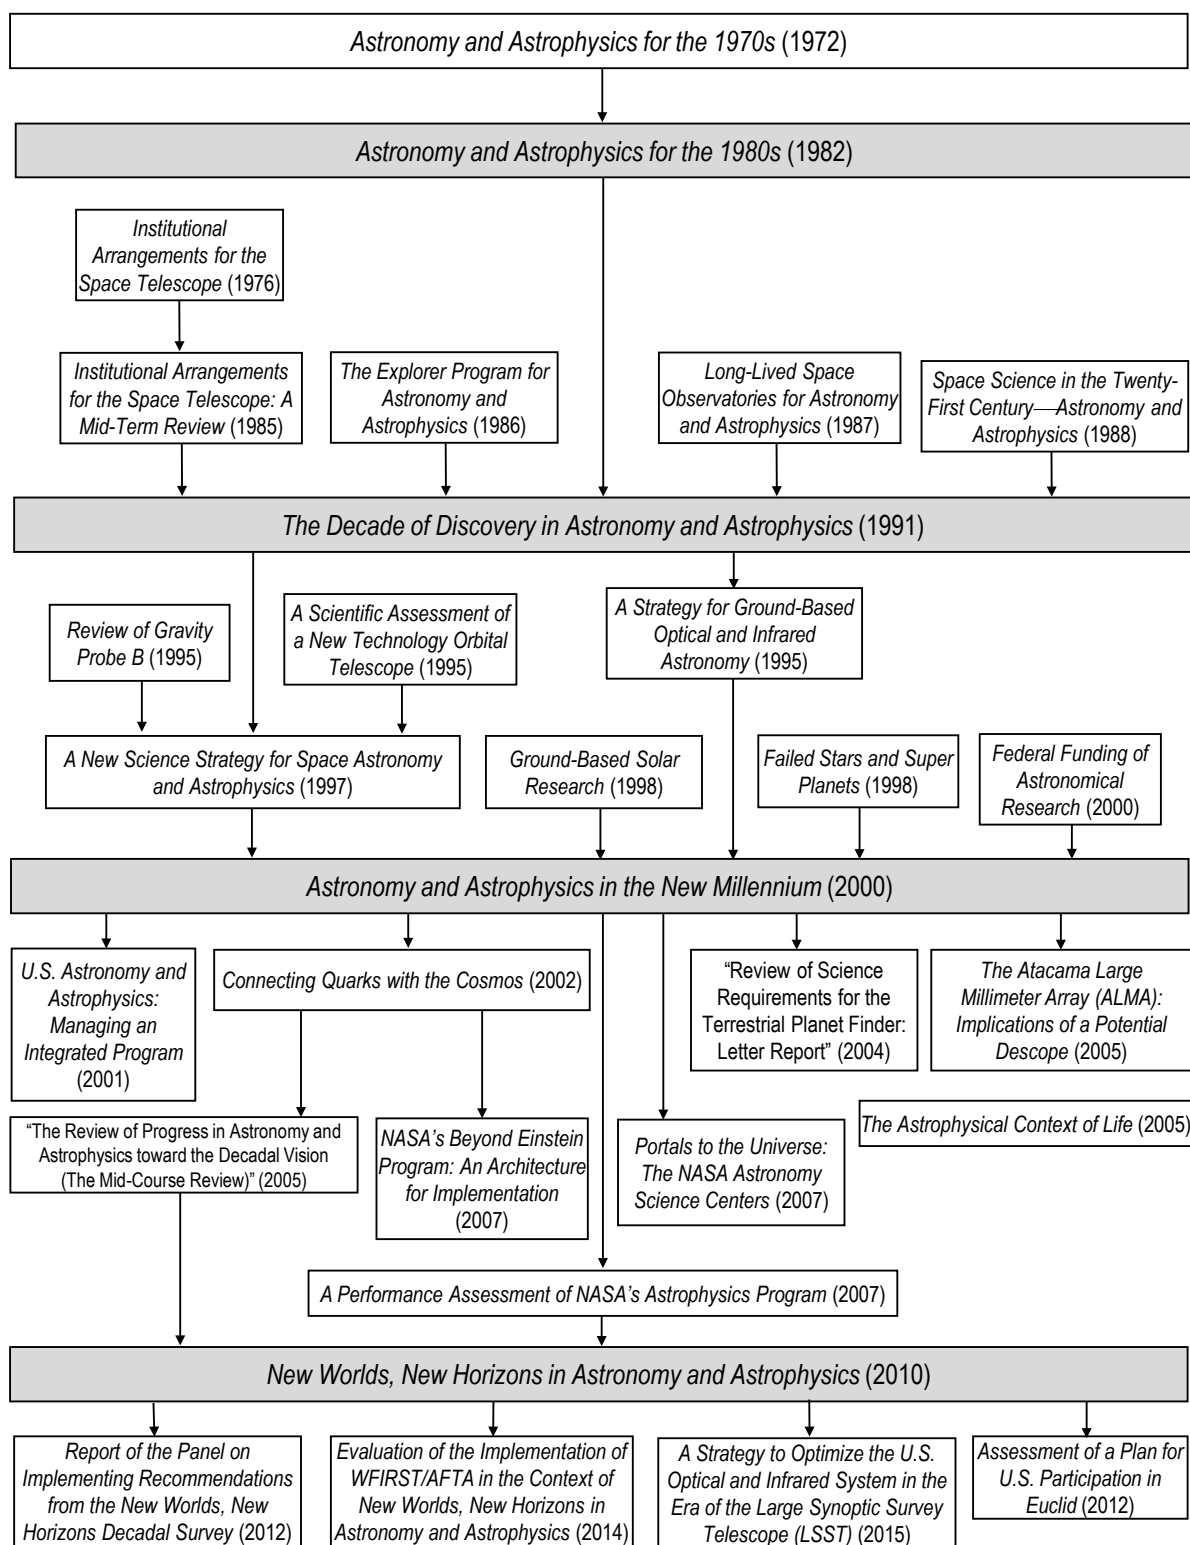 Astronomy and Astrophysics for the 1970s (1972)
Astronomy and Astrophysics for the 1980s (1982)
Institutional
Arrangements for the
Space Telescope (1976)
Institutional Arrangements
for the Space Telescope: A
Mid-Term Review (1985)
The Explorer Program for
Astronomy and
Astrophysics (1986)
Long-Lived Space
Observatories for Astronomy
and Astrophysics (1987)
Space Science in the Twenty-
First Century—Astronomy and
Astrophysics (1988)
The Decade of Discovery in Astronomy and Astrophysics (1991)
Review of Gravity
Probe B (1995)
A Scientific Assessment of
a New Technology Orbital
Telescope (1995)
A Strategy for Ground-Based
Optical and Infrared
Astronomy (1995)
A New Science Strategy for Space Astronomy
and Astrophysics (1997)
Ground-Based Solar
Research (1998)
Failed Stars and Super
Planets (1998)
Federal Funding of
Astronomical
Research (2000)
Astronomy and Astrophysics in the New Millennium (2000)
U.S. Astronomy and
Astrophysics:
Managing an
Integrated Program
(2001)
Connecting Quarks with the Cosmos (2002)
“Review of Science
Requirements for the
Terrestrial Planet Finder:
Letter Report” (2004)
The Atacama Large
Millimeter Array (ALMA):
Implications of a Potential
Descope (2005)
“The Review of Progress in Astronomy and
Astrophysics toward the Decadal Vision
(The Mid-Course Review)” (2005)
NASA’s Beyond Einstein
Program: An Architecture
for Implementation
(2007)
Portals to the Universe:
The NASA Astronomy
Science Centers (2007)
The Astrophysical Context of Life (2005)
A Performance Assessment of NASA’s Astrophysics Program (2007)
New Worlds, New Horizons in Astronomy and Astrophysics (2010)
Report of the Panel on
Implementing Recommendations
from the New Worlds, New
Horizons Decadal Survey (2012)
Evaluation of the Implementation of
WFIRST/AFTA in the Context of
New Worlds, New Horizons in
Astronomy and Astrophysics (2014)
A Strategy to Optimize the U.S.
Optical and Infrared System in the
Era of the Large Synoptic Survey
Telescope (LSST) (2015)
Assessment of a Plan for
U.S. Participation in
Euclid (2012)